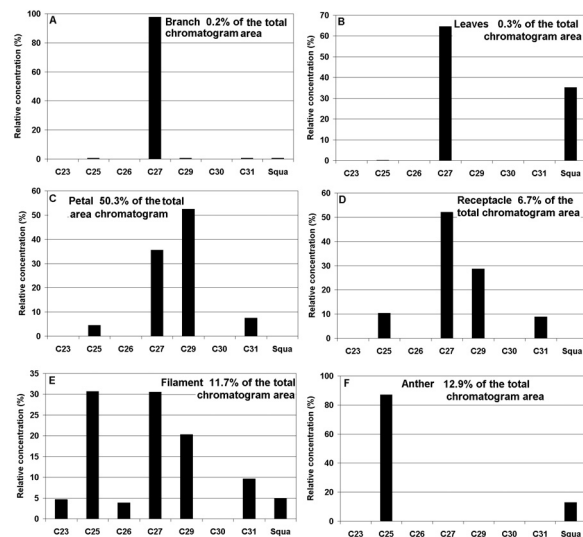 A
Branch 0.2% of the total
chromatogram area
Relative concentration (%)
100
80
60
40
20
0
C23 C25 C26 C27 C29 C30 C31 Squa
B
Leaves 0.3% of the total
chromatogram area
Relative concentration (%)
70
60
50
40
30
20
10
0
C23 C25 C26 C27 C29 C30 C31 Squa
C
Petal 50.3% of the total
area chromatogram
Relative concentration (%)
60
50
40
30
20
10
0
C23 C25 C26 C27 C29 C30 C31 Squa
D
Receptacle 6.7% of the
total chromatogram area
Relative concentration (%)
60
50
40
30
20
10
0
C23 C25 C26 C27 C29 C30 C31 Squa
E
Filament 11.7% of the total
chromatogram area
Relative concentration (%)
35
30
25
20
15
10
5
0
C23 C25 C26 C27 C29 C30 C31 Squa
F
Anther 12.9% of the total
chromatogram area
Relative concentration (%)
100
80
60
40
20
0
C23 C25 C26 C27 C29 C30 C31 Squa